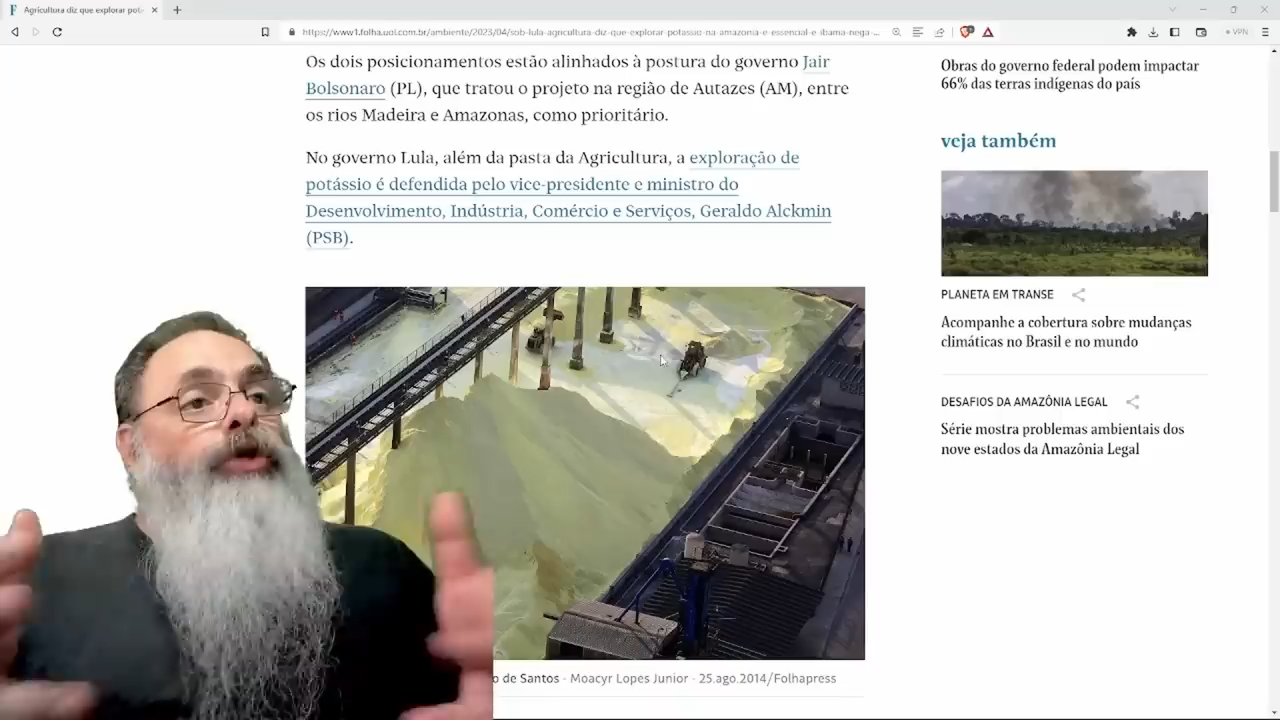 Agricultura diz que explorar pot
https://www1.folha.uol.com.br/ambiente/2023/04/sob-lula-agricultura-diz-que-explorar-potassio-na-amazonia-e-essencial-e-ibama-nega-...
VPN
Os dois posicionamentos estão alinhados à postura do governo Jair
Bolsonaro (PL), que tratou o projeto na região de Autazes (AM), entre
os rios Madeira e Amazonas, como prioritário.
No governo Lula, além da pasta da Agricultura, a exploração de
potássio é defendida pelo vice-presidente e ministro do
Desenvolvimento, Indústria, Comércio e Serviços, Geraldo Alckmin
(PSB).
o de Santos - Moacyr Lopes Junior - 25.ago.2014/Folhapress
Obras do governo federal podem impactar
66% das terras indígenas do país
veja também
PLANETA EM TRANSE
Acompanhe a cobertura sobre mudanças
climáticas no Brasil e no mundo
DESAFIOS DA AMAZÔNIA LEGAL
Série mostra problemas ambientais dos
nove estados da Amazônia Legal